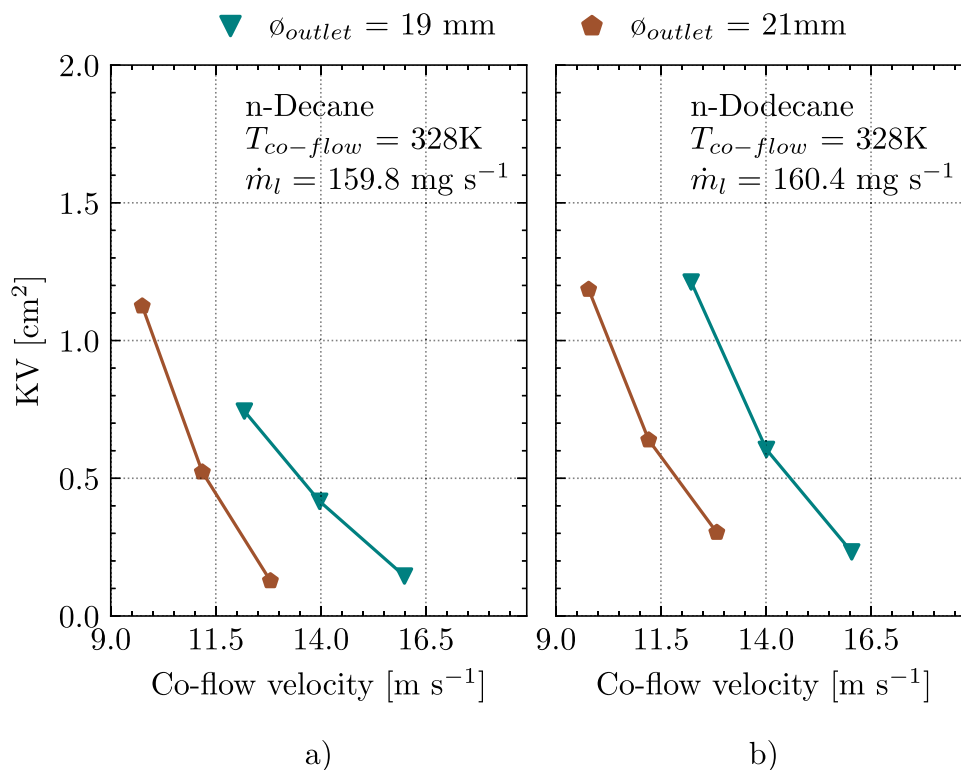 ø_outlet = 19 mm
ø_outlet = 21mm
2.0
1.5
1.0
0.5
0.0
KV [cm²]
n-Decane
T_co−flow = 328K
ṁ_l = 159.8 mg s⁻¹
9.0 11.5 14.0 16.5
Co-flow velocity [m s⁻¹]
a)
n-Dodecane
T_co−flow = 328K
ṁ_l = 160.4 mg s⁻¹
9.0 11.5 14.0 16.5
Co-flow velocity [m s⁻¹]
b)